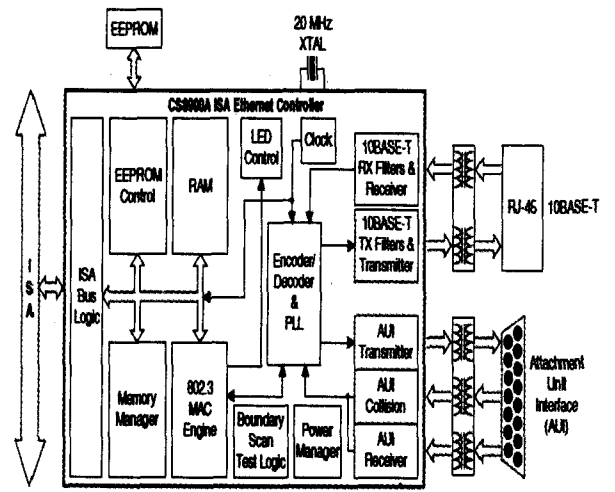 EEPROM
20 MHz
XTAL
CS8900A ISA Ethernet Controller
EEPROM
Control
RAM
LED
Control
Clock
10BASE-T
RX Filters &
Receiver
RJ-45
10BASE-T
10BASE-T
TX Filters &
Transmitter
ISA
ISA
Bus
Logic
Encoder/
Decoder
&
PLL
AUI
Transmitter
Attachment
Unit
Interface
(AUI)
Memory
Manager
802.3
MAC
Engine
Boundary
Scan
Test Logic
Power
Manager
AUI
Collision
AUI
Receiver